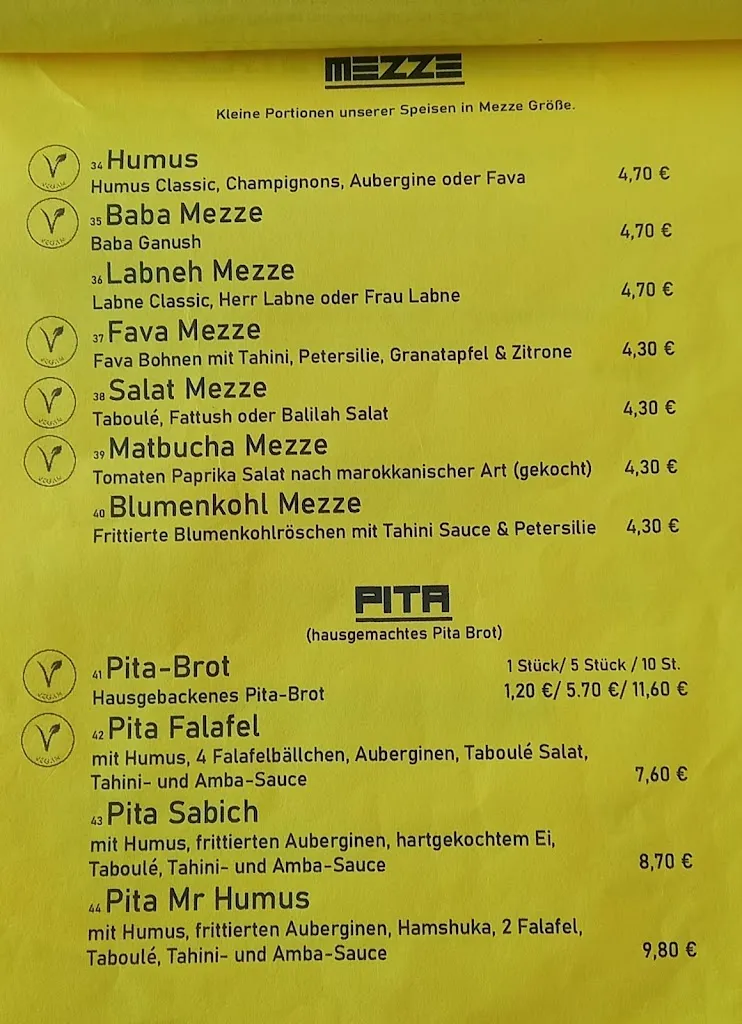 MEZZE
Kleine Portionen unserer Speisen in Mezze Größe.
34 Humus
Humus Classic, Champignons, Aubergine oder Fava 4,70 €
VEGAN
35 Baba Mezze
Baba Ganush 4,70 €
VEGAN
36 Labneh Mezze
Labne Classic, Herr Labne oder Frau Labne 4,70 €
37 Fava Mezze
Fava Bohnen mit Tahini, Petersilie, Granatapfel & Zitrone 4,30 €
VEGAN
38 Salat Mezze
Taboulé, Fattush oder Balilah Salat 4,30 €
VEGAN
39 Matbucha Mezze
Tomaten Paprika Salat nach marokkanischer Art (gekocht) 4,30 €
VEGAN
40 Blumenkohl Mezze
Frittierte Blumenkohlröschen mit Tahini Sauce & Petersilie 4,30 €
PITA
(hausgemachtes Pita Brot)
41 Pita-Brot 1 Stück/ 5 Stück / 10 St.
Hausgebackenes Pita-Brot 1,20 €/ 5.70 €/ 11,60 €
VEGAN
42 Pita Falafel
mit Humus, 4 Falafelbällchen, Auberginen, Taboulé Salat,
Tahini- und Amba-Sauce 7,60 €
VEGAN
43 Pita Sabich
mit Humus, frittierten Auberginen, hartgekochtem Ei,
Taboulé, Tahini- und Amba-Sauce 8,70 €
44 Pita Mr Humus
mit Humus, frittierten Auberginen, Hamshuka, 2 Falafel,
Taboulé, Tahini- und Amba-Sauce 9,80 €